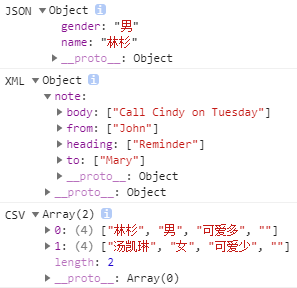 JSON ▼Object i
gender: "男"
name: "林杉"
▶__proto__: Object
XML ▼Object i
▼note:
▶body: ["Call Cindy on Tuesday"]
▶from: ["John"]
▶heading: ["Reminder"]
▶to: ["Mary"]
▶__proto__: Object
▶__proto__: Object
CSV ▼Array(2) i
▶0: (4) ["林杉", "男", "可爱多", ""]
▶1: (4) ["汤凯琳", "女", "可爱少", ""]
length: 2
▶__proto__: Array(0)